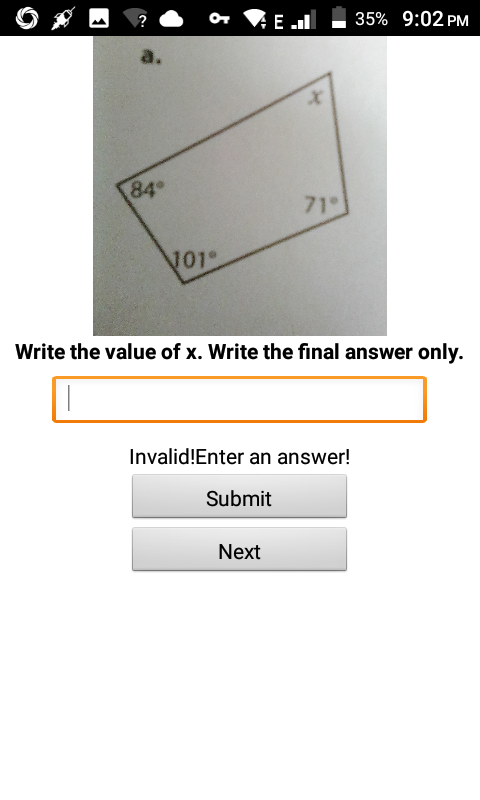 ? E 35% 9:02 PM
a.
x
84°
71°
101°
Write the value of x. Write the final answer only.
Invalid!Enter an answer!
Submit
Next